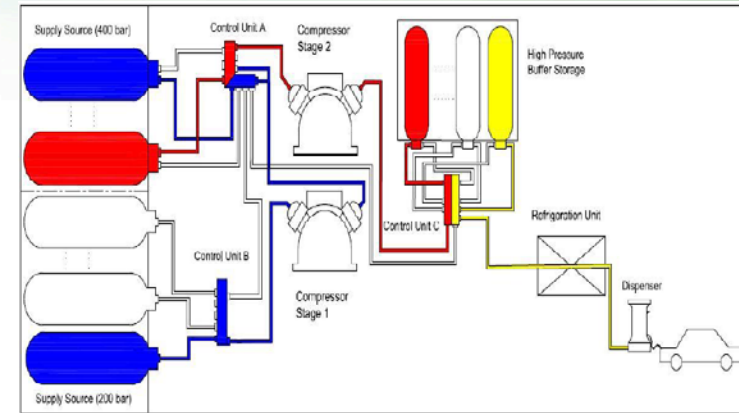 Supply Source (400 bar)
Control Unit A
Compressor
Stage 2
High Pressure
Buffer Storage
Control Unit C
Refrigoration Unit
Control Unit B
Dispenser
Compressor
Stage 1
Supply Source (200 bar)